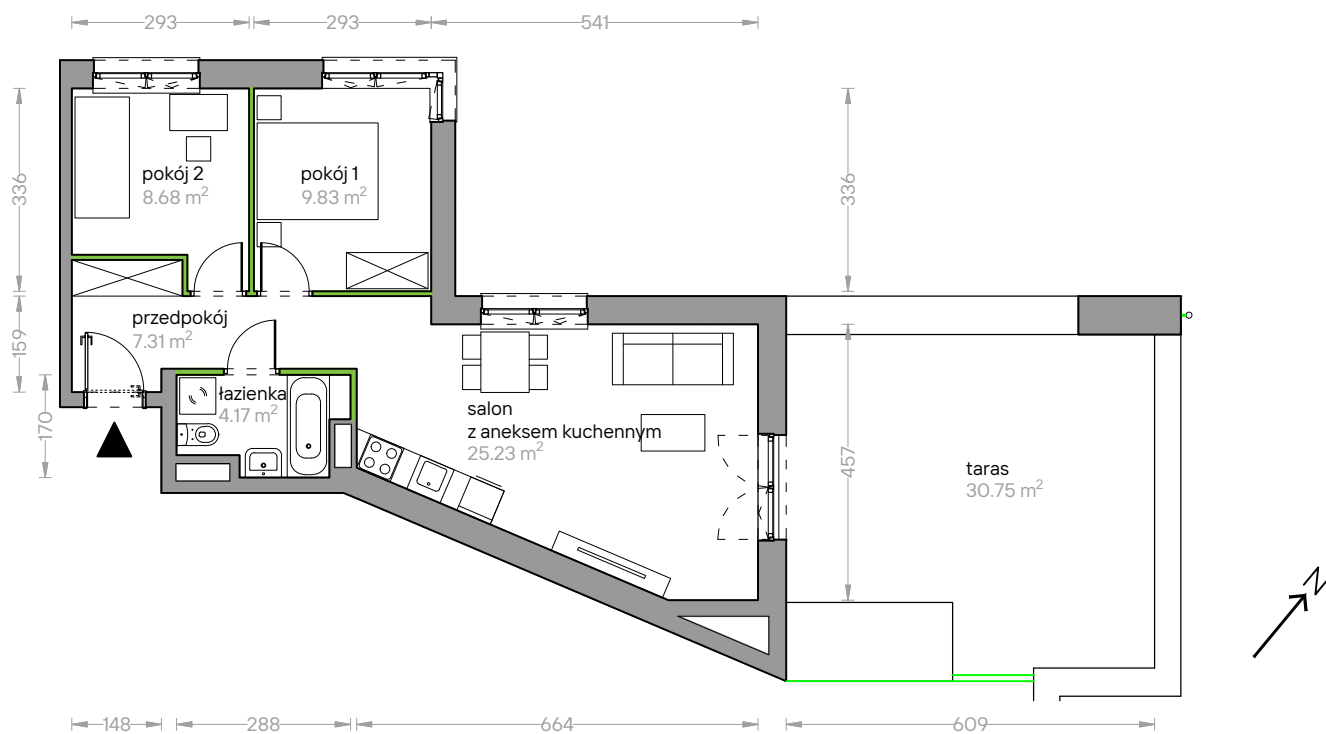 293
293
541
336
336
pokój 2
8.68 m²
pokój 1
9.83 m²
przedpokój
7.31 m²
159
łazienka
4.17 m²
170
salon
z aneksem kuchennym
25.23 m²
457
taras
30.75 m²
N
148
288
664
609